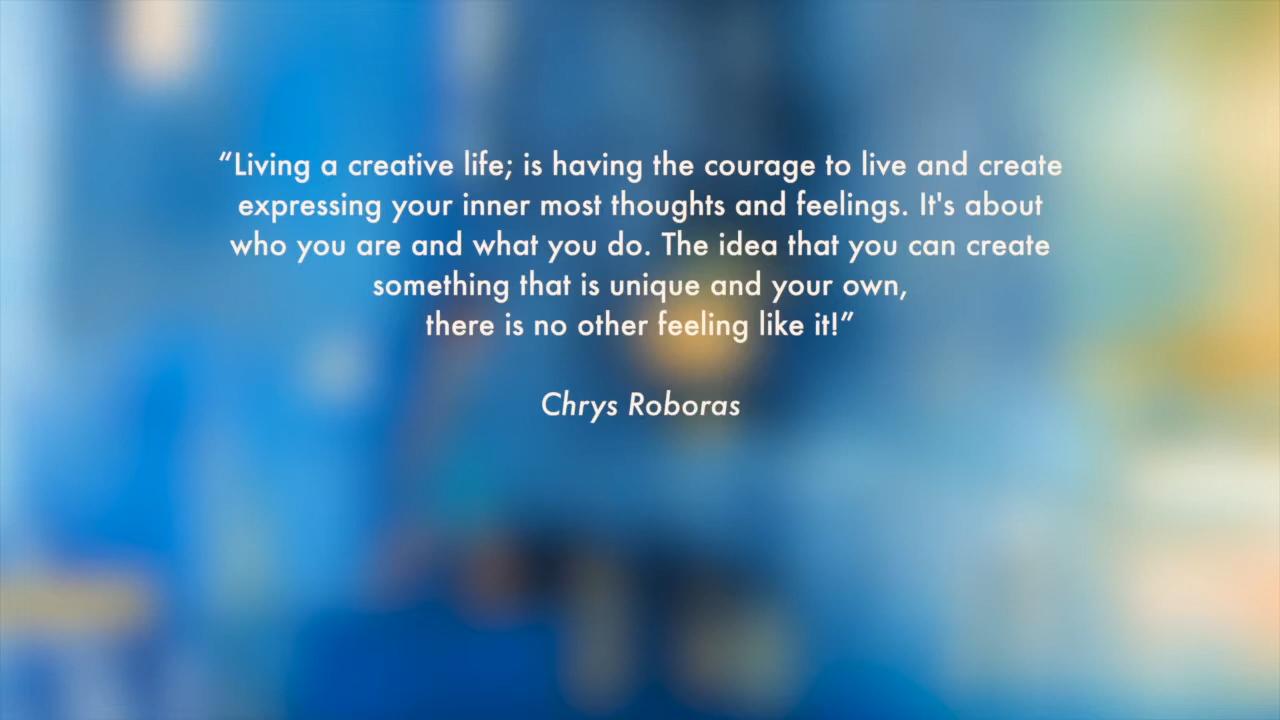 “Living a creative life; is having the courage to live and create
expressing your inner most thoughts and feelings. It's about
who you are and what you do. The idea that you can create
something that is unique and your own,
there is no other feeling like it!”
Chrys Roboras